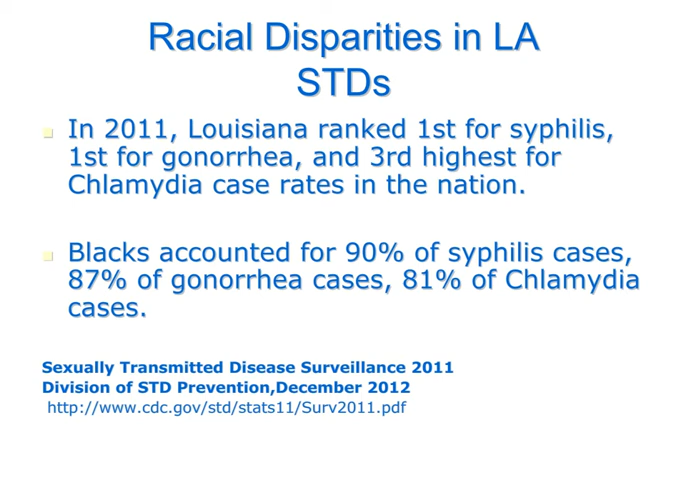 Racial Disparities in LA
STDs
In 2011, Louisiana ranked 1st for syphilis,
1st for gonorrhea, and 3rd highest for
Chlamydia case rates in the nation.
Blacks accounted for 90% of syphilis cases,
87% of gonorrhea cases, 81% of Chlamydia
cases.
Sexually Transmitted Disease Surveillance 2011
Division of STD Prevention,December 2012
http://www.cdc.gov/std/stats11/Surv2011.pdf